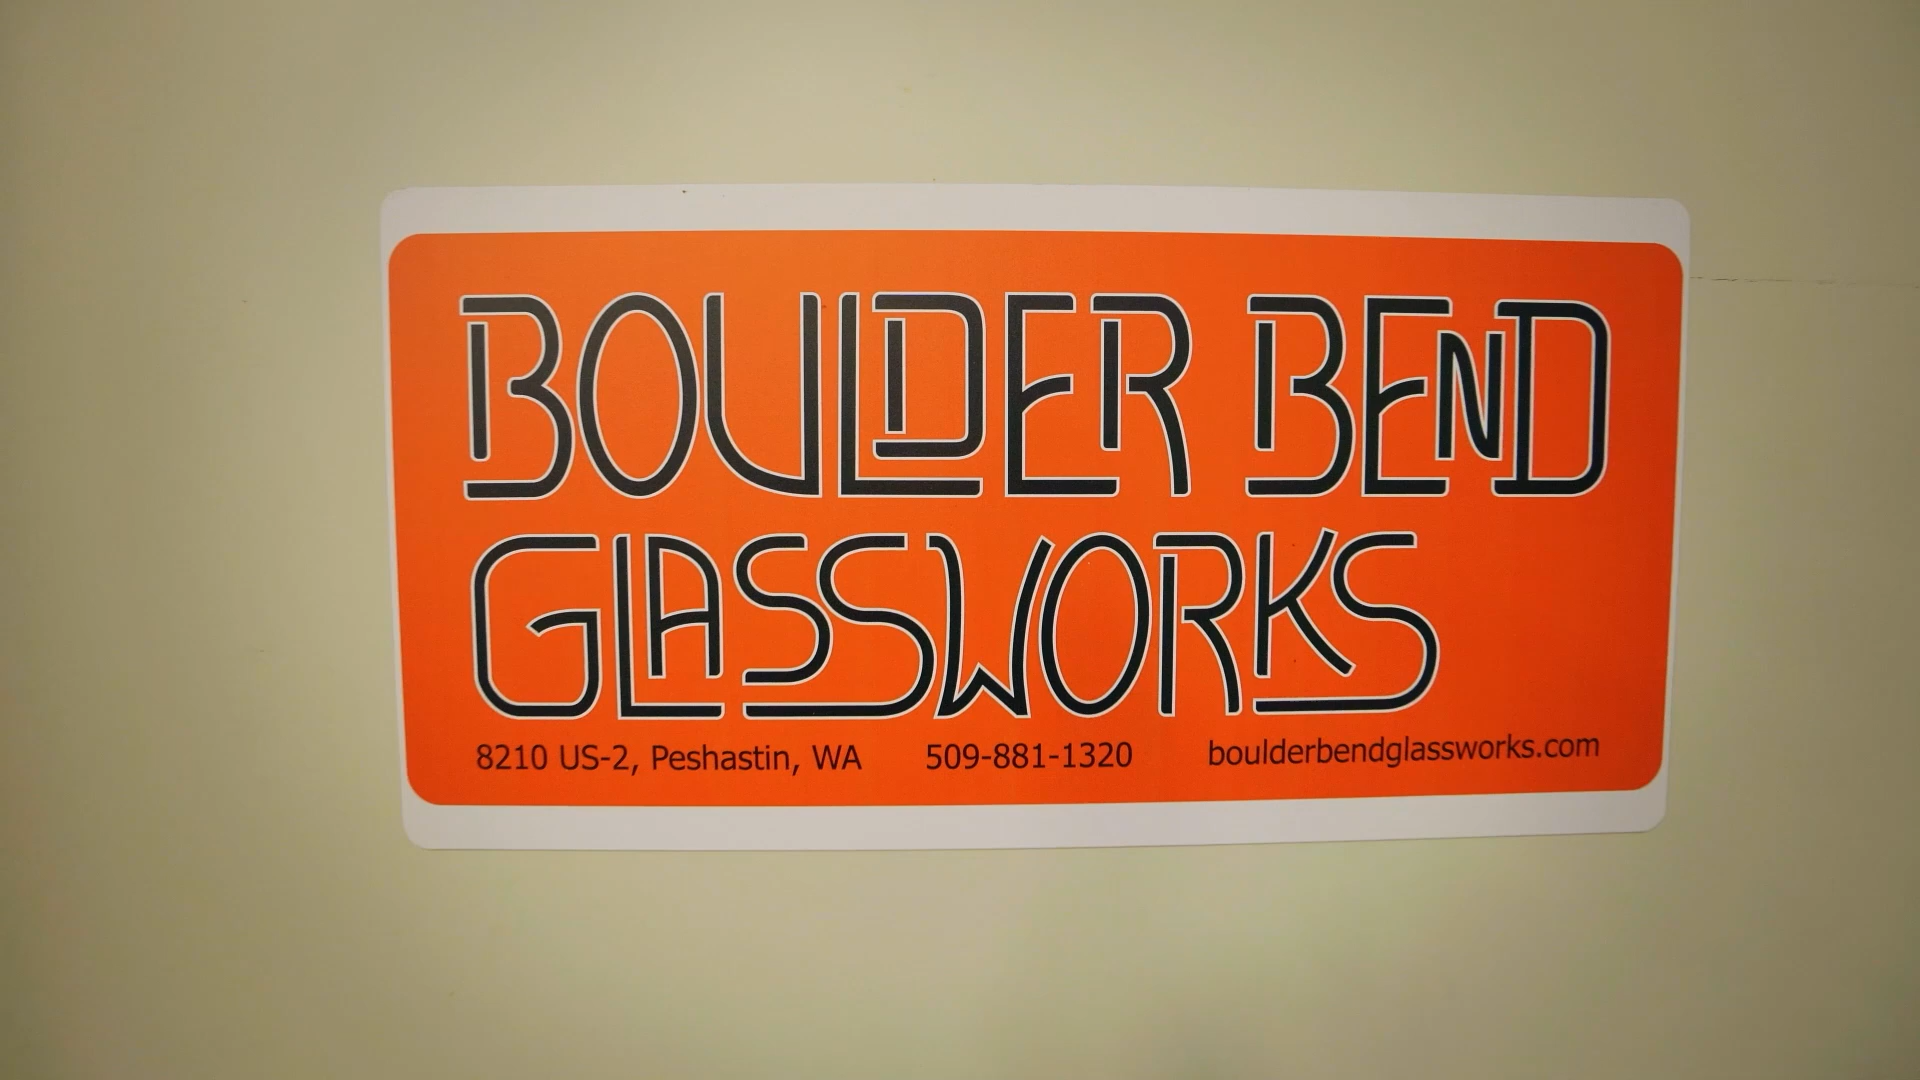 BOULDER BEND
GLASSWORKS
8210 US-2, Peshastin, WA 509-881-1320 boulderbendglassworks.com